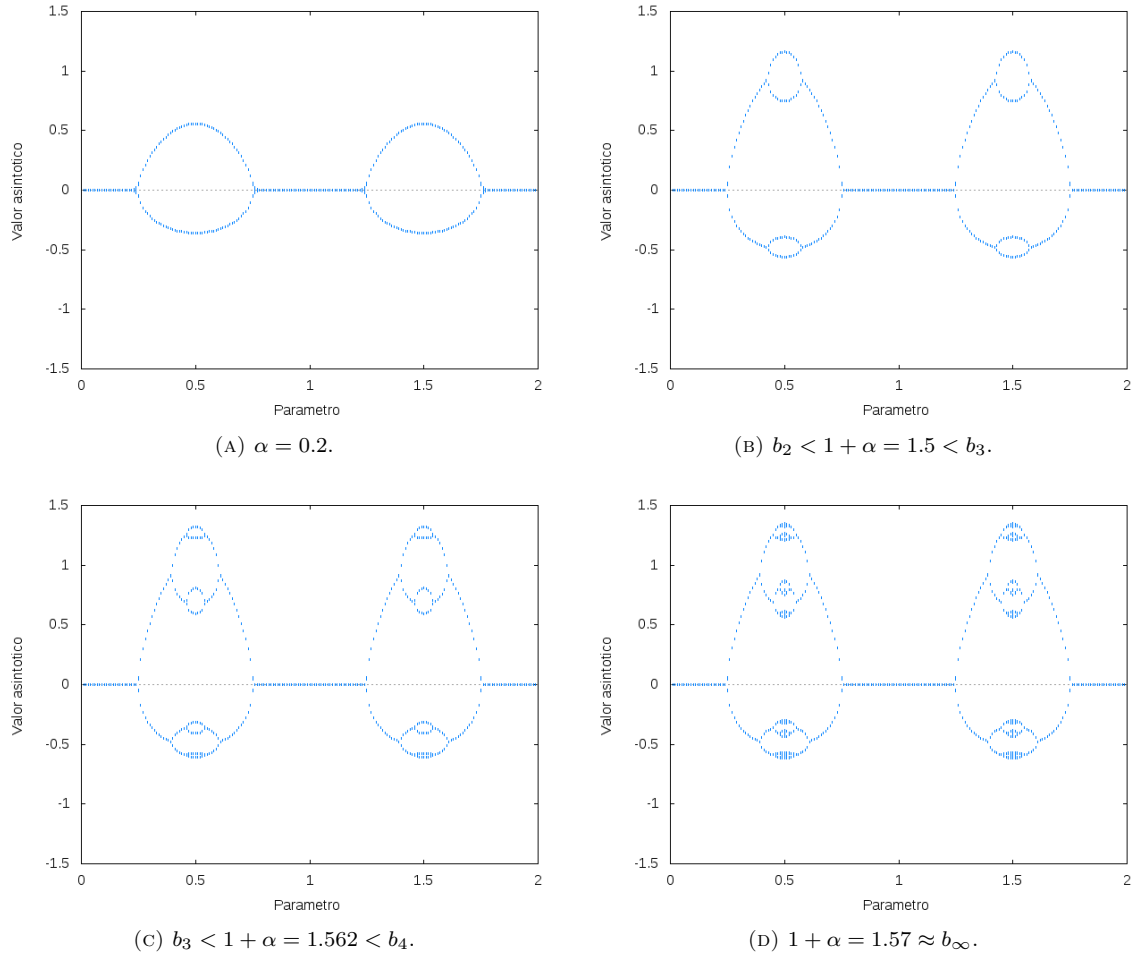 1.5
1
0.5
0
-0.5
-1
-1.5
Valor asintotico
0 0.5 1 1.5 2
Parametro
(A) α = 0.2.
1.5
1
0.5
0
-0.5
-1
-1.5
Valor asintotico
0 0.5 1 1.5 2
Parametro
(B) b₂ < 1 + α = 1.5 < b₃.
1.5
1
0.5
0
-0.5
-1
-1.5
Valor asintotico
0 0.5 1 1.5 2
Parametro
(C) b₃ < 1 + α = 1.562 < b₄.
1.5
1
0.5
0
-0.5
-1
-1.5
Valor asintotico
0 0.5 1 1.5 2
Parametro
(D) 1 + α = 1.57 ≈ b∞.